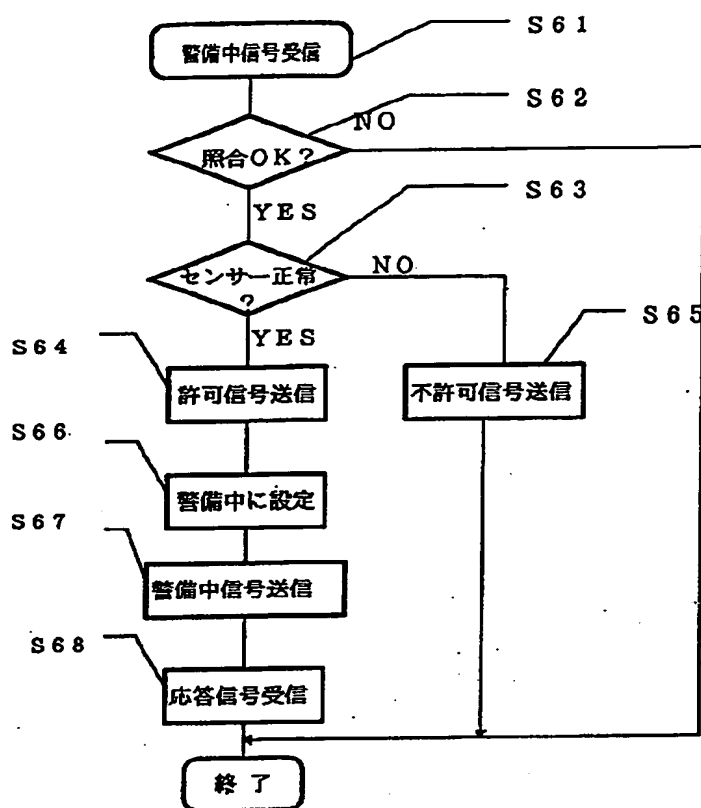 S61
警備中信号受信
S62
NO
照合OK?
YES
S63
センサー正常
?
NO
YES
S64
S65
許可信号送信
不許可信号送信
S66
警備中に設定
S67
警備中信号送信
S68
応答信号受信
終了